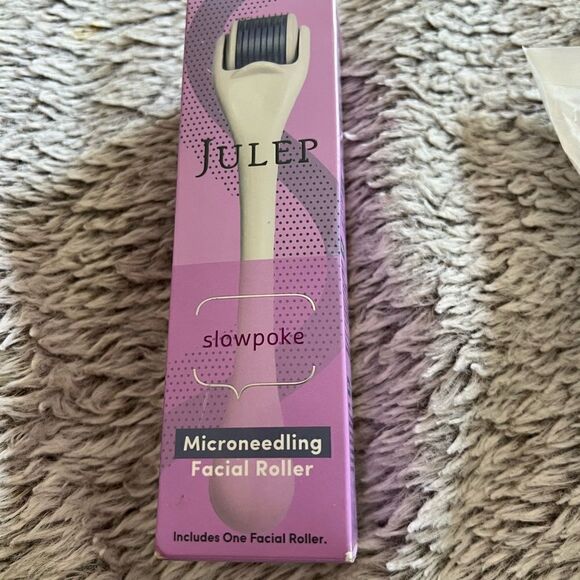 JULEP
slowpoke
Microneedling
Facial Roller
Includes One Facial Roller.